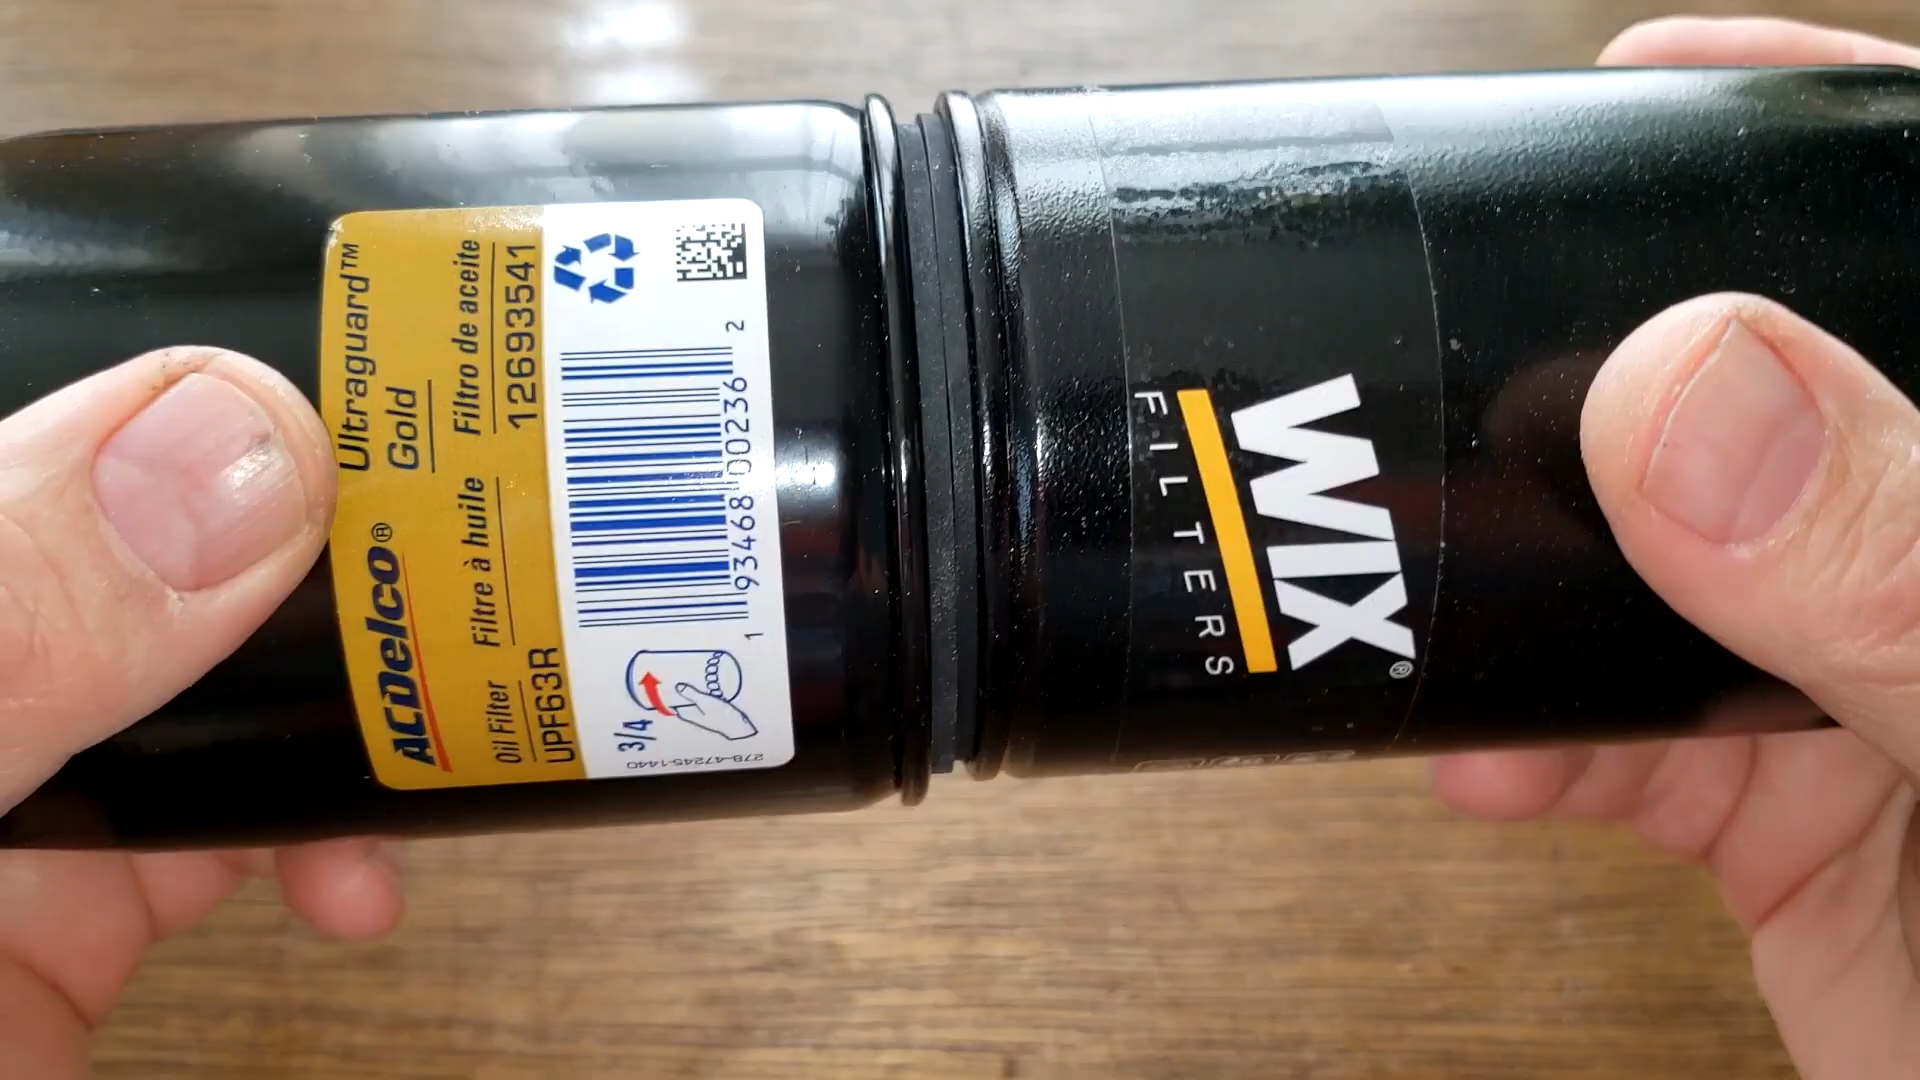 ACDelco® Ultraguard™
Gold
Oil Filter Filtre à huile Filtro de aceite
UPF63R 12693541
3/4
1 93468 00236 2
278-47245-1440
WIX®
FILTERS